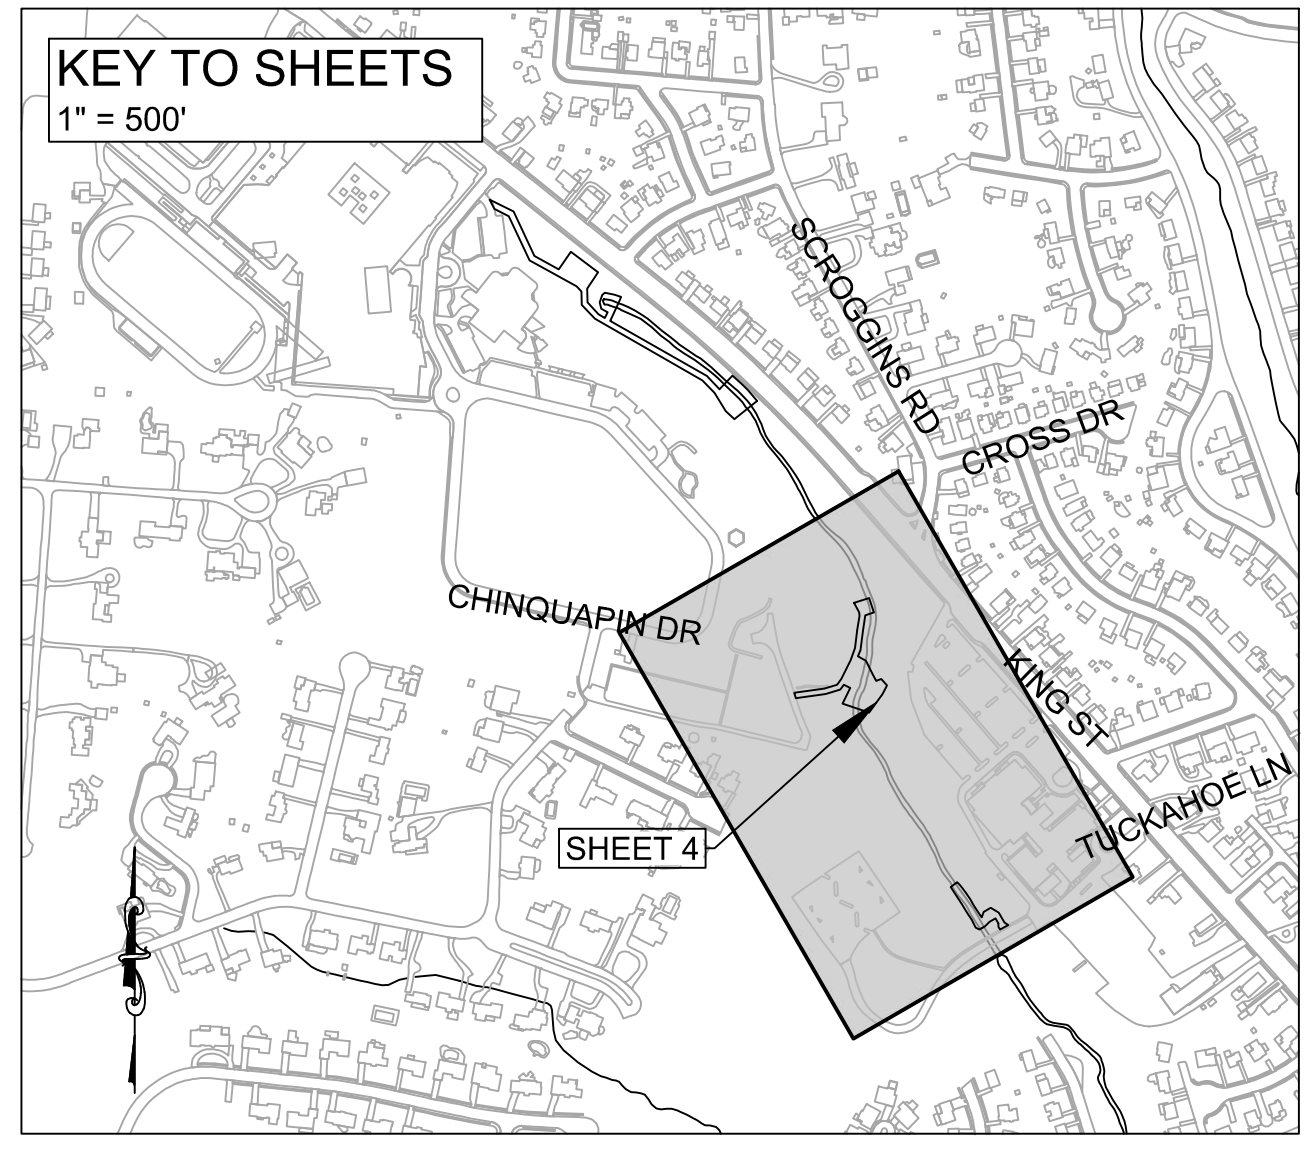 KEY TO SHEETS
1" = 500'
SCROGGINS RD
CROSS DR
CHINQUAPIN DR
KING ST
TUCKAHOE LN
SHEET 4